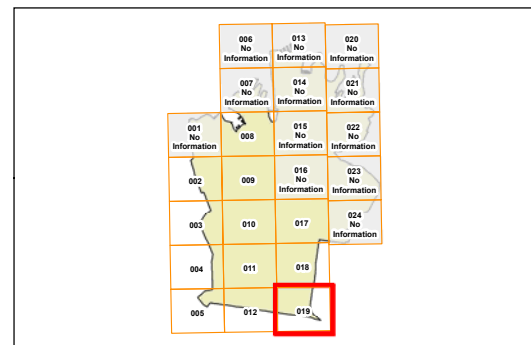 006
No
Information
013
No
Information
020
No
Information
007
No
Information
014
No
Information
021
No
Information
001
No
Information
008
015
No
Information
022
No
Information
002
009
016
No
Information
023
No
Information
003
010
017
024
No
Information
004
011
018
005
012
019